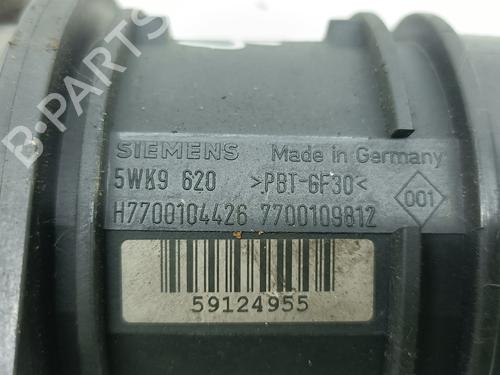 B-PARTS
SIEMENS Made in Germany
5WK9 620 >PBT-GF30<
H7700104426 7700109812
001
59124955